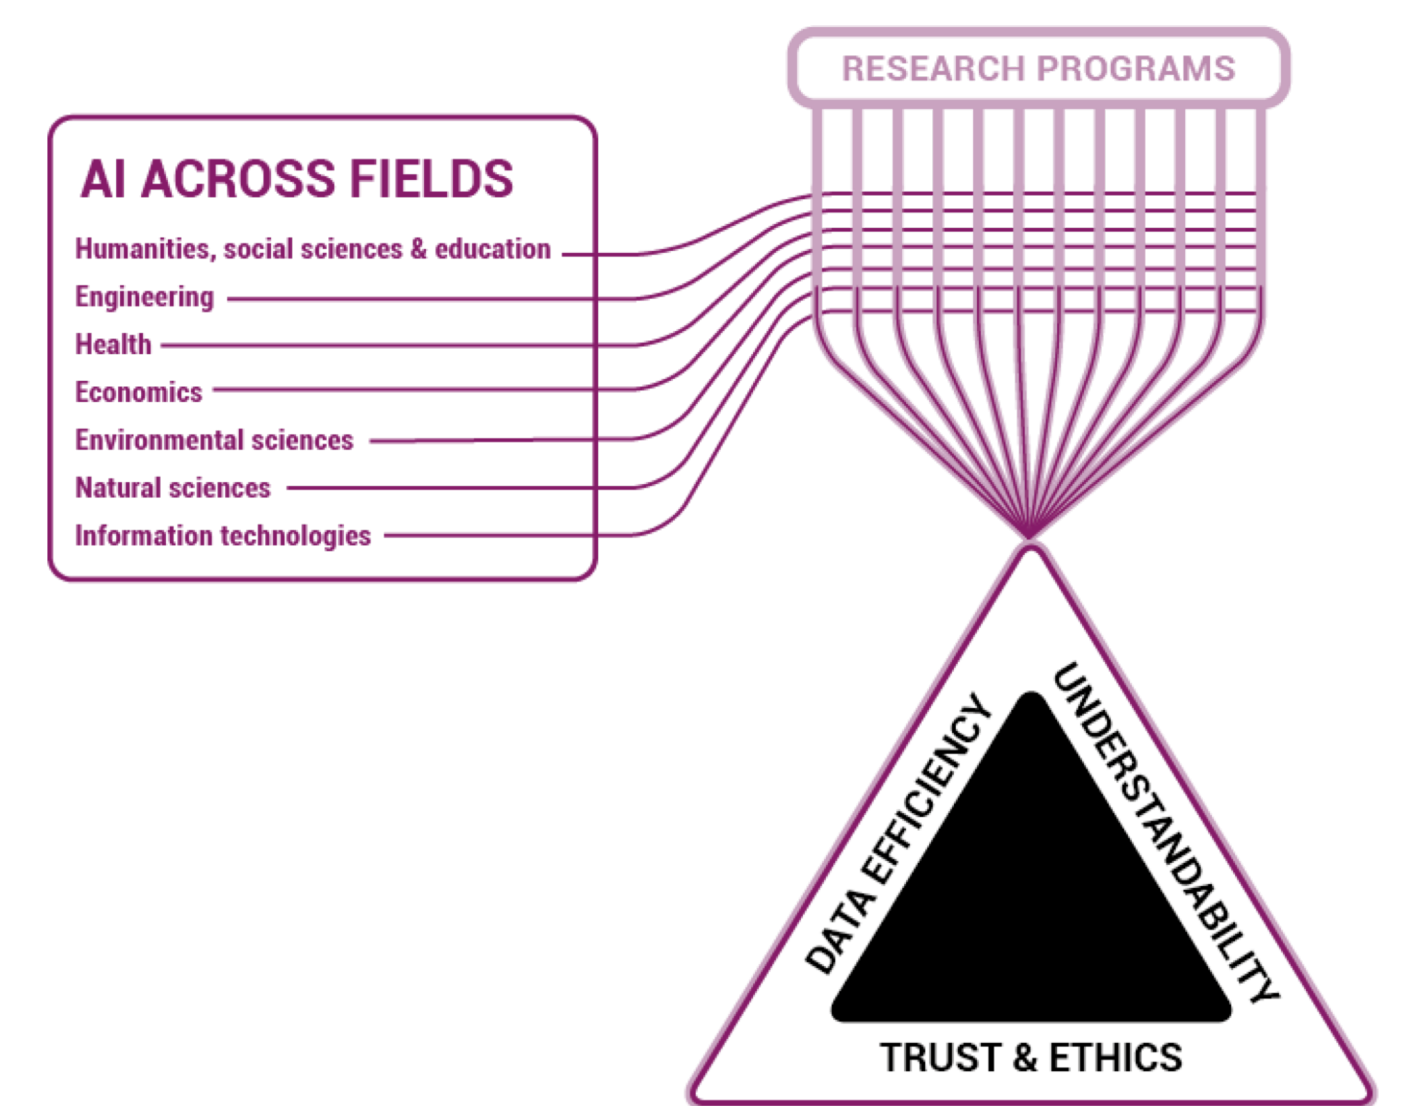 RESEARCH PROGRAMS
AI ACROSS FIELDS
Humanities, social sciences & education
Engineering
Health
Economics
Environmental sciences
Natural sciences
Information technologies
DATA EFFICIENCY
UNDERSTANDABILITY
TRUST & ETHICS